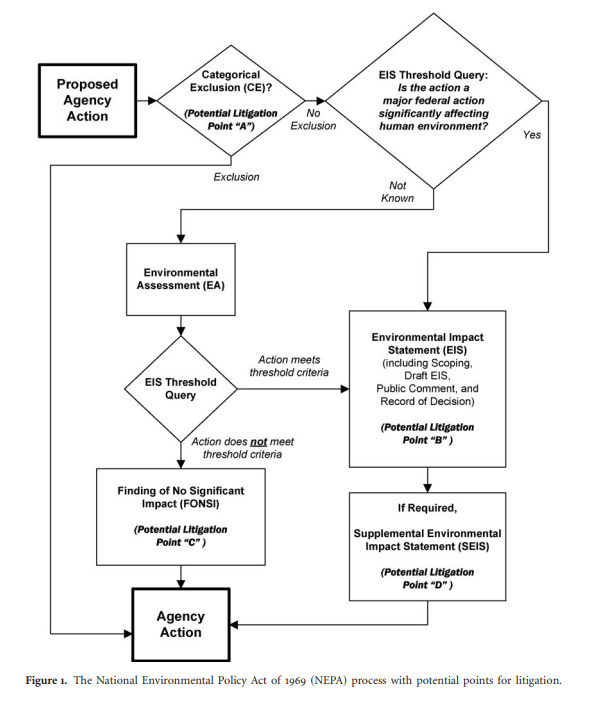 Proposed
Agency
Action
Categorical
Exclusion (CE)?
(Potential Litigation
Point “A”)
No
Exclusion
EIS Threshold Query:
Is the action a
major federal action
significantly affecting
human environment?
Yes
Exclusion
Not
Known
Environmental
Assessment (EA)
EIS Threshold
Query
Action meets
threshold criteria
Environmental Impact
Statement (EIS)
(including Scoping,
Draft EIS,
Public Comment, and
Record of Decision)
(Potential Litigation
Point “B” )
Action does not meet
threshold criteria
Finding of No Significant
Impact (FONSI)
(Potential Litigation
Point “C” )
If Required,
Supplemental Environmental
Impact Statement (SEIS)
(Potential Litigation
Point “D” )
Agency
Action
Figure 1. The National Environmental Policy Act of 1969 (NEPA) process with potential points for litigation.